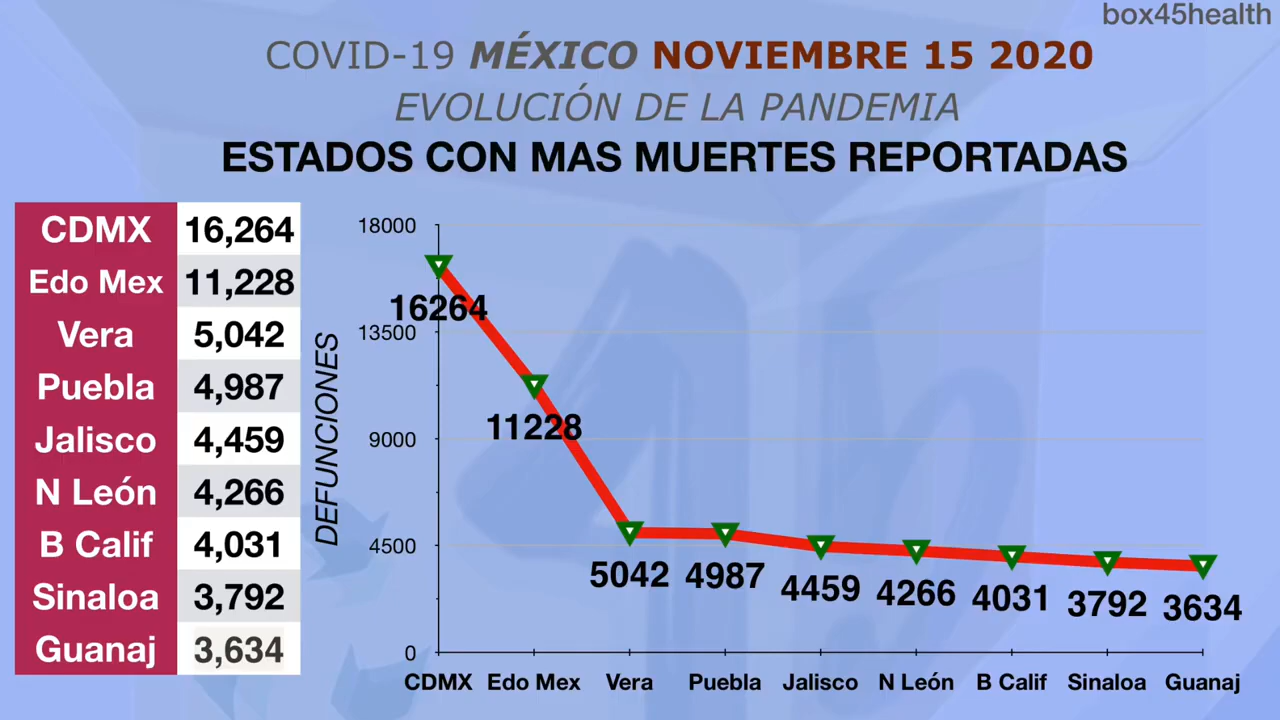 box45health
COVID-19 MÉXICO NOVIEMBRE 15 2020
EVOLUCIÓN DE LA PANDEMIA
ESTADOS CON MAS MUERTES REPORTADAS
CDMX 16,264
Edo Mex 11,228
Vera 5,042
Puebla 4,987
Jalisco 4,459
N León 4,266
B Calif 4,031
Sinaloa 3,792
Guanaj 3,634
DEFUNCIONES
18000
13500
9000
4500
0
16264
11228
5042 4987 4459 4266 4031 3792 3634
CDMX Edo Mex Vera Puebla Jalisco N León B Calif Sinaloa Guanaj